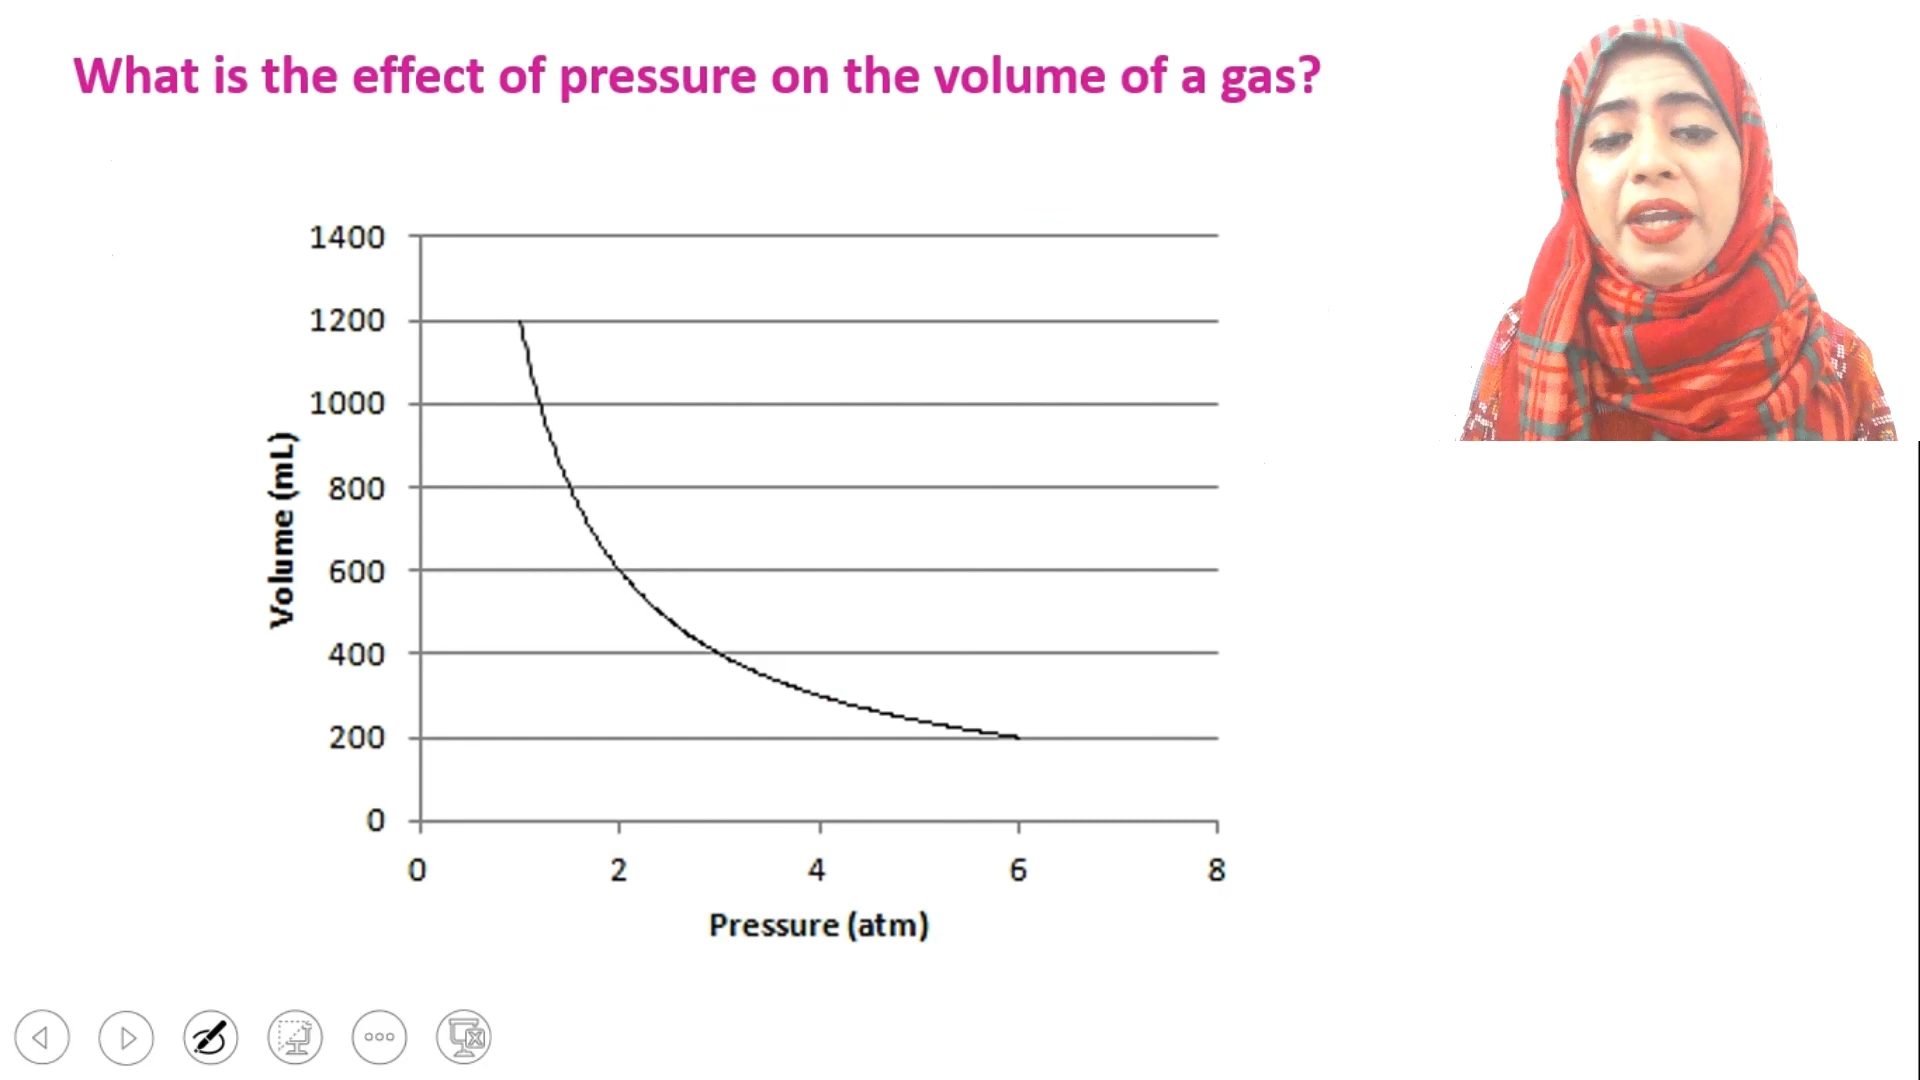 What is the effect of pressure on the volume of a gas?
1400
1200
1000
800
600
400
200
0
Volume (mL)
0 2 4 6 8
Pressure (atm)